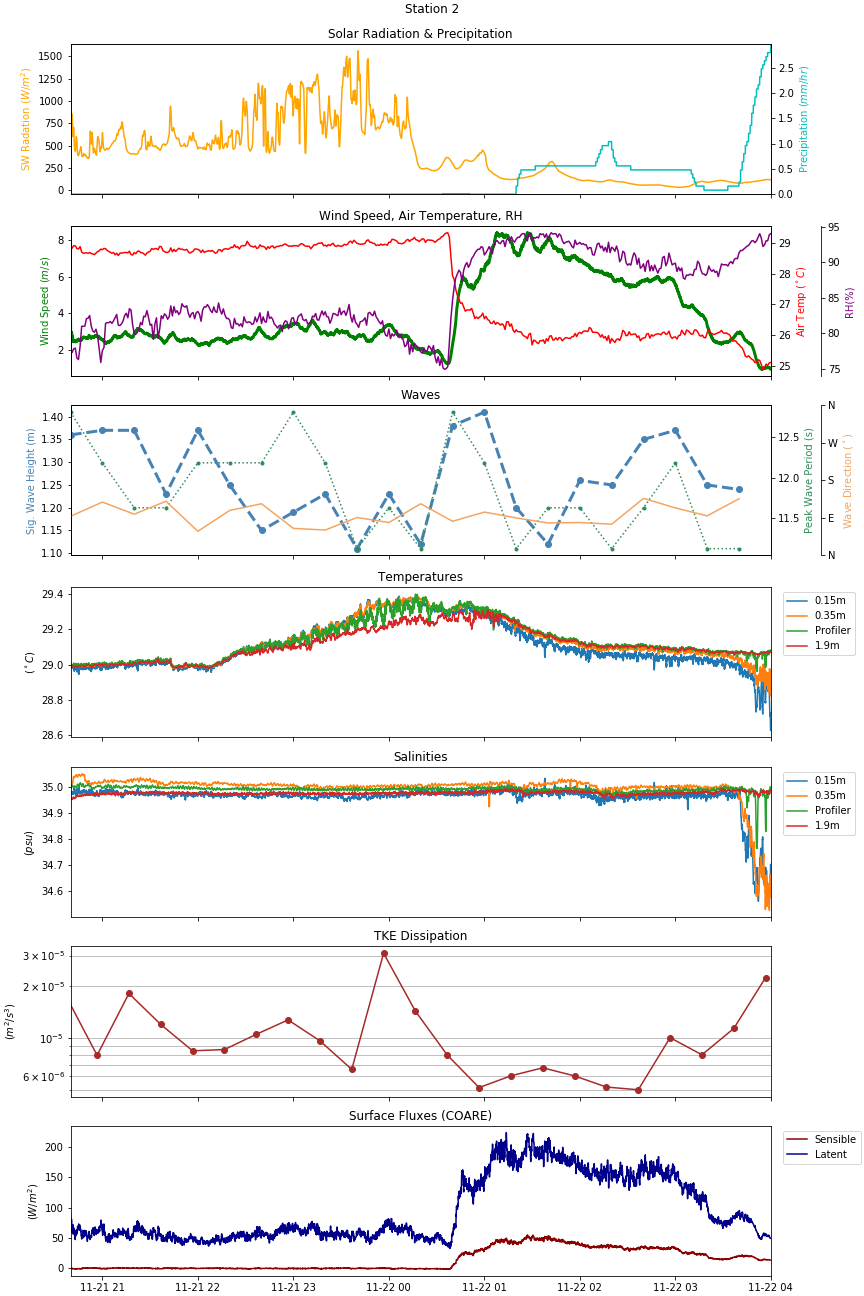 Station 2
Solar Radiation & Precipitation
SW Radation (W/m²)
1500
1250
1000
750
500
250
0
2.5
2.0
1.5
1.0
0.5
0.0
Precipitation (mm/hr)
Wind Speed, Air Temperature, RH
Wind Speed (m/s)
8
6
4
2
29
28
27
26
25
Air Temp (°C)
95
90
85
80
75
RH(%)
Waves
Sig. Wave Height (m)
1.40
1.35
1.30
1.25
1.20
1.15
1.10
12.5
12.0
11.5
Peak Wave Period (s)
N
W
S
E
N
Wave Direction (°)
Temperatures
(°C)
29.4
29.2
29.0
28.8
28.6
0.15m
0.35m
Profiler
1.9m
Salinities
(psu)
35.0
34.9
34.8
34.7
34.6
0.15m
0.35m
Profiler
1.9m
TKE Dissipation
(m²/s³)
3×10⁻⁵
2×10⁻⁵
10⁻⁵
6×10⁻⁶
Surface Fluxes (COARE)
(W/m²)
200
150
100
50
0
Sensible
Latent
11-21 21 11-21 22 11-21 23 11-22 00 11-22 01 11-22 02 11-22 03 11-22 04